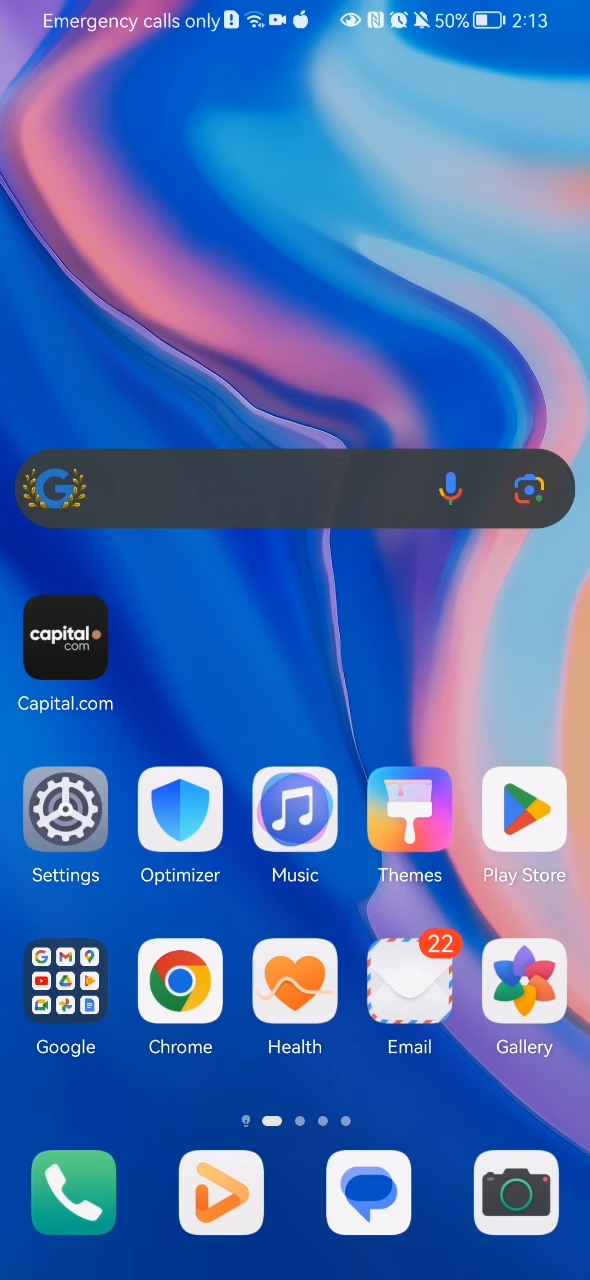 Emergency calls only 50% 2:13
capital
com
Capital.com
Settings Optimizer Music Themes Play Store
22
Google Chrome Health Email Gallery